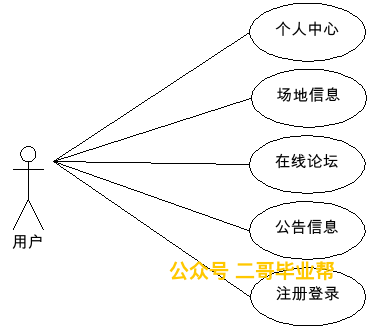 个人中心
场地信息
在线论坛
用户
公告信息
公众号 二哥毕业帮
注册登录